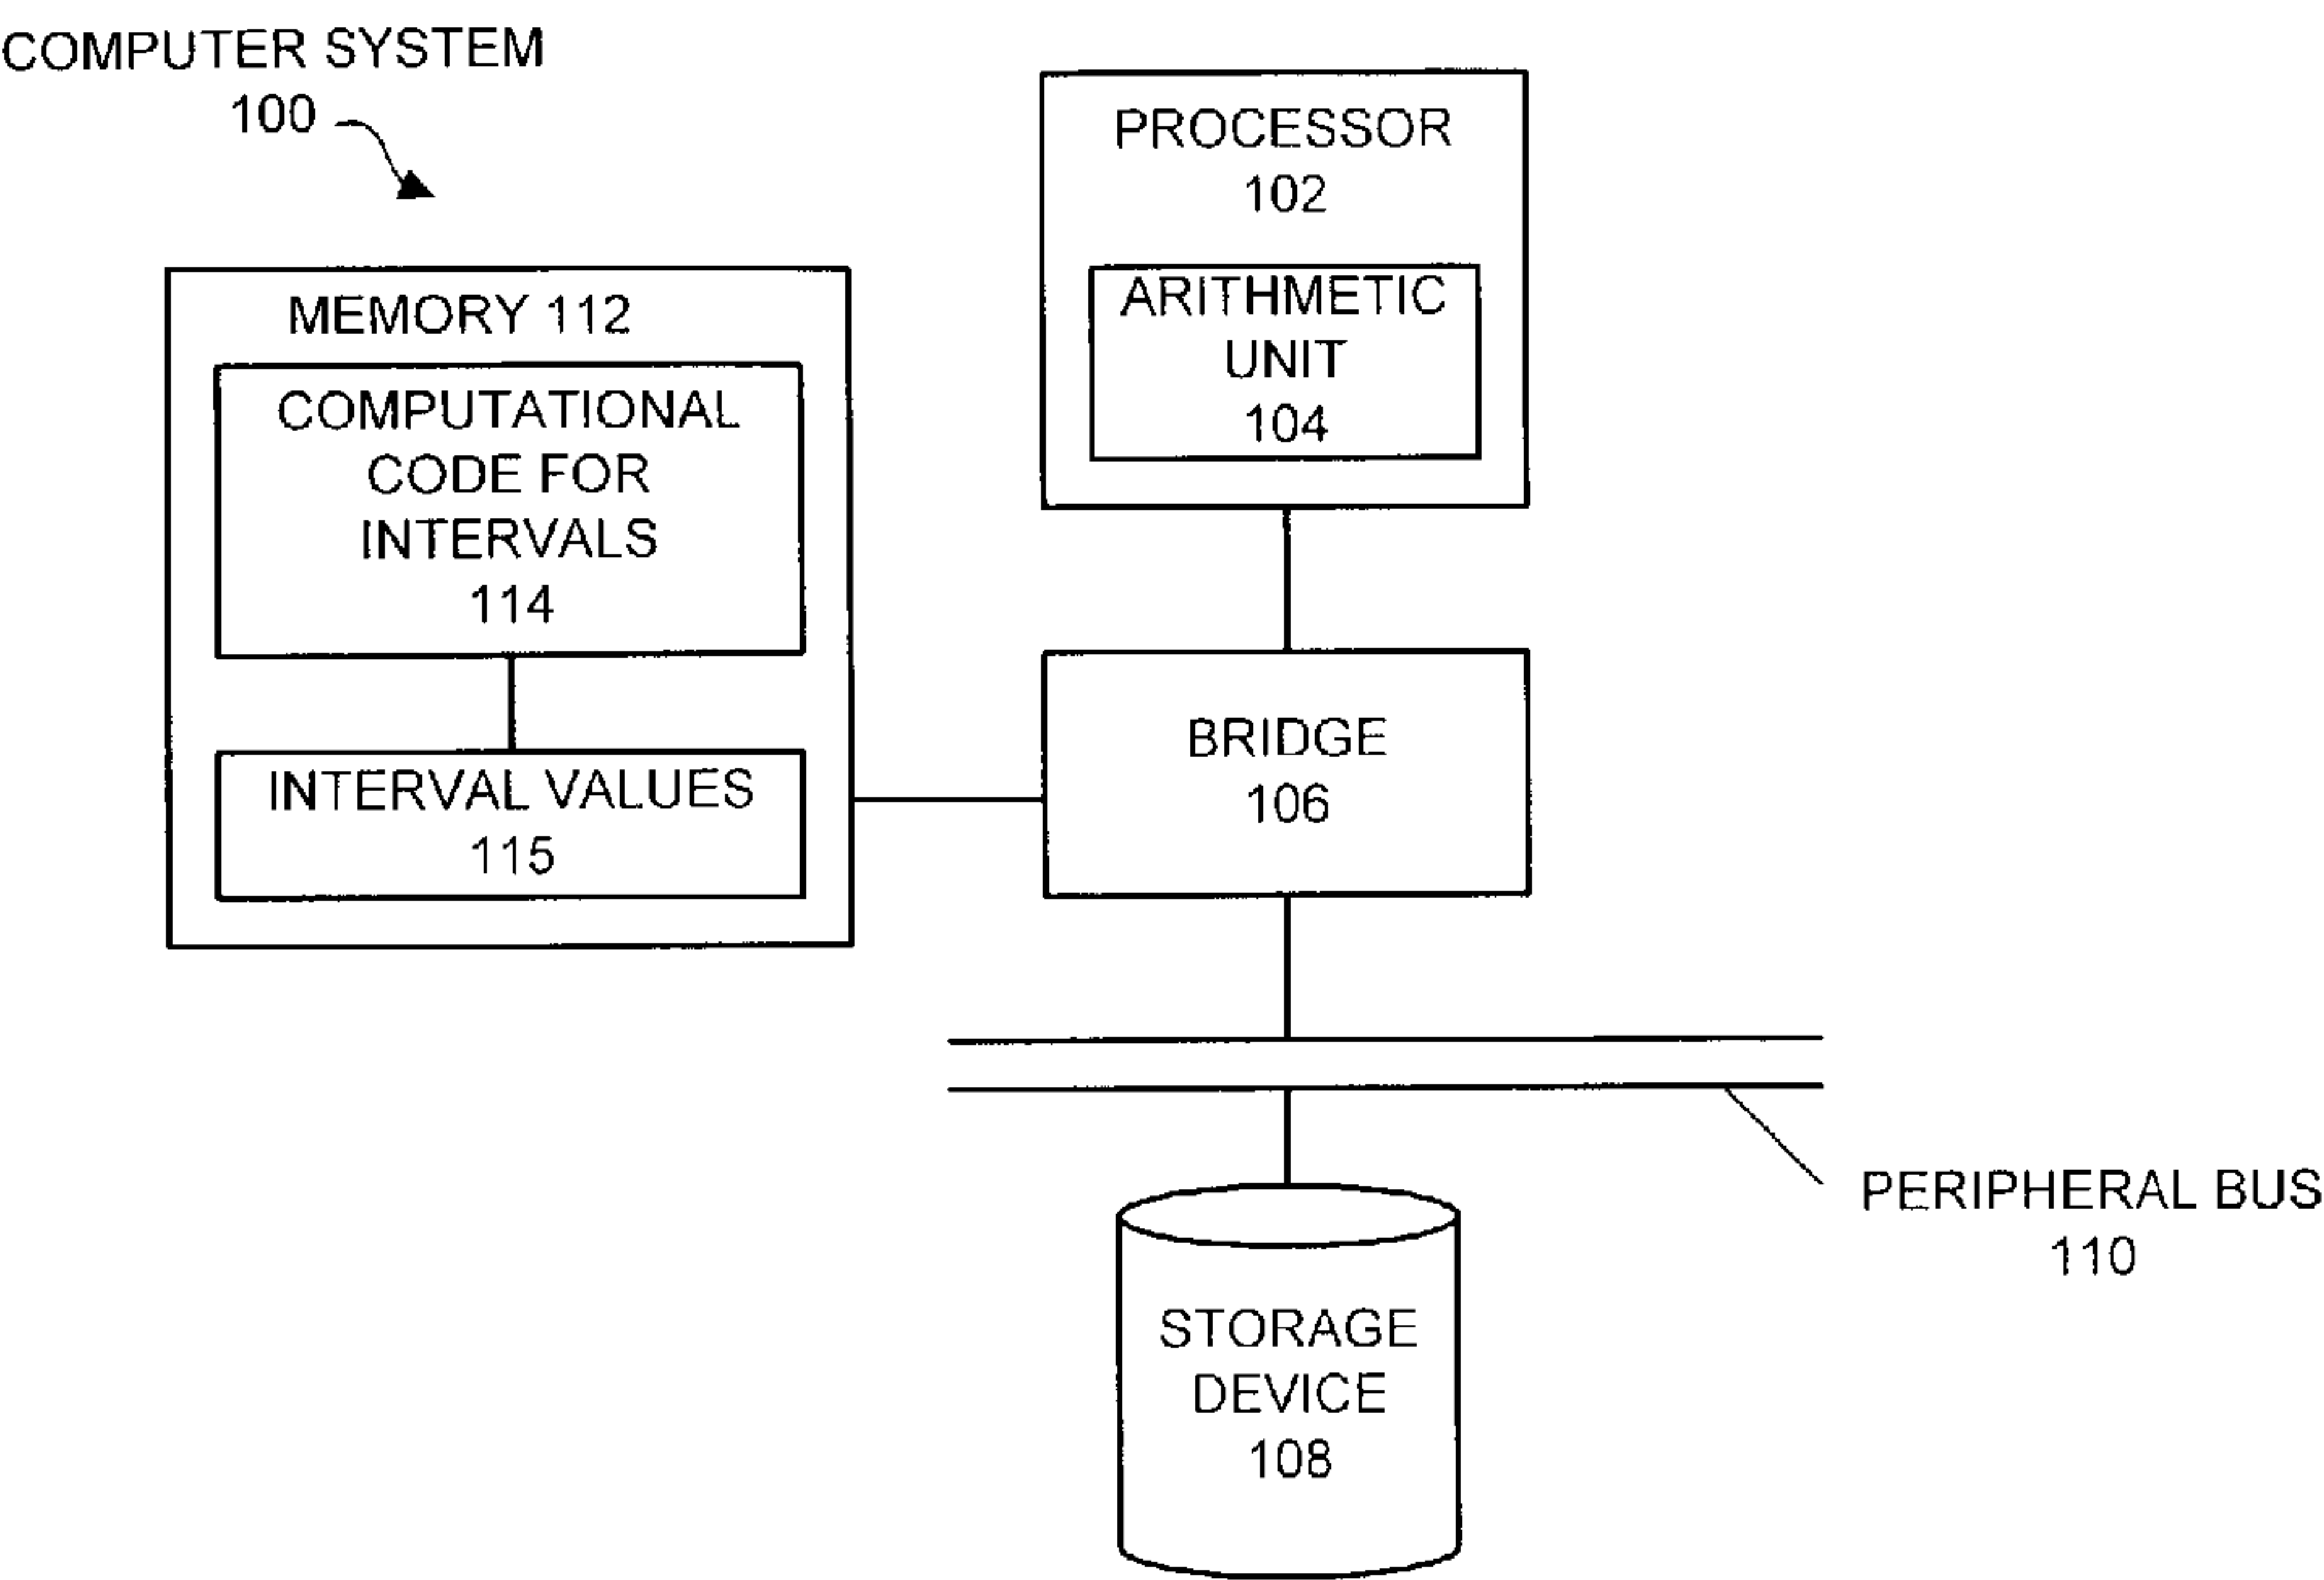 COMPUTER SYSTEM
100
PROCESSOR
102
ARITHMETIC
UNIT
104
MEMORY 112
COMPUTATIONAL
CODE FOR
INTERVALS
114
INTERVAL VALUES
115
BRIDGE
106
PERIPHERAL BUS
110
STORAGE
DEVICE
108